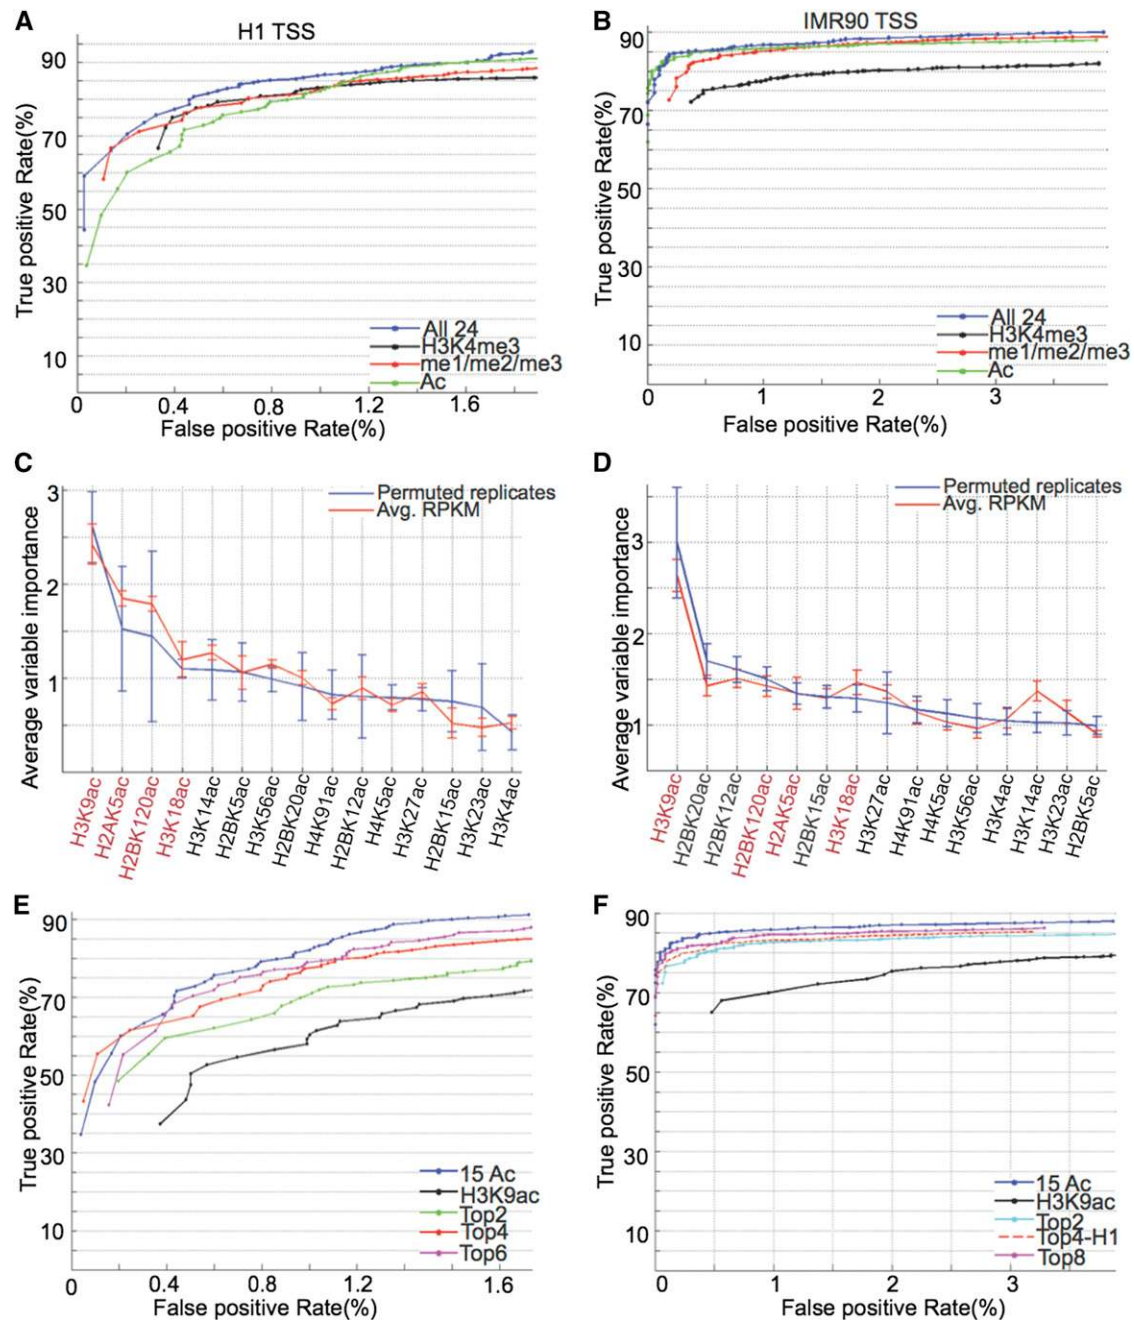 A
H1 TSS
True positive Rate(%)
90
70
50
30
10
All 24
H3K4me3
me1/me2/me3
Ac
0
0.4
0.8
1.2
1.6
False positive Rate(%)
B
IMR90 TSS
True positive Rate(%)
90
70
50
30
10
All 24
H3K4me3
me1/me2/me3
Ac
0
1
2
3
False positive Rate(%)
C
Average variable importance
3
2
1
Permuted replicates
Avg. RPKM
H3K9ac
H2AK5ac
H2BK120ac
H3K18ac
H3K14ac
H2BK5ac
H3K56ac
H2BK20ac
H4K91ac
H2BK12ac
H4K5ac
H3K27ac
H2BK15ac
H3K23ac
H3K4ac
D
Average variable importance
3
2
1
Permuted replicates
Avg. RPKM
H3K9ac
H2BK20ac
H2BK12ac
H2BK120ac
H2AK5ac
H2BK15ac
H3K18ac
H3K27ac
H4K91ac
H4K5ac
H3K56ac
H3K4ac
H3K14ac
H3K23ac
H2BK5ac
E
True positive Rate(%)
90
70
50
30
10
15 Ac
H3K9ac
Top2
Top4
Top6
0
0.4
0.8
1.2
1.6
False positive Rate(%)
F
True positive Rate(%)
90
70
50
30
10
15 Ac
H3K9ac
Top2
Top4-H1
Top8
0
1
2
3
False positive Rate(%)